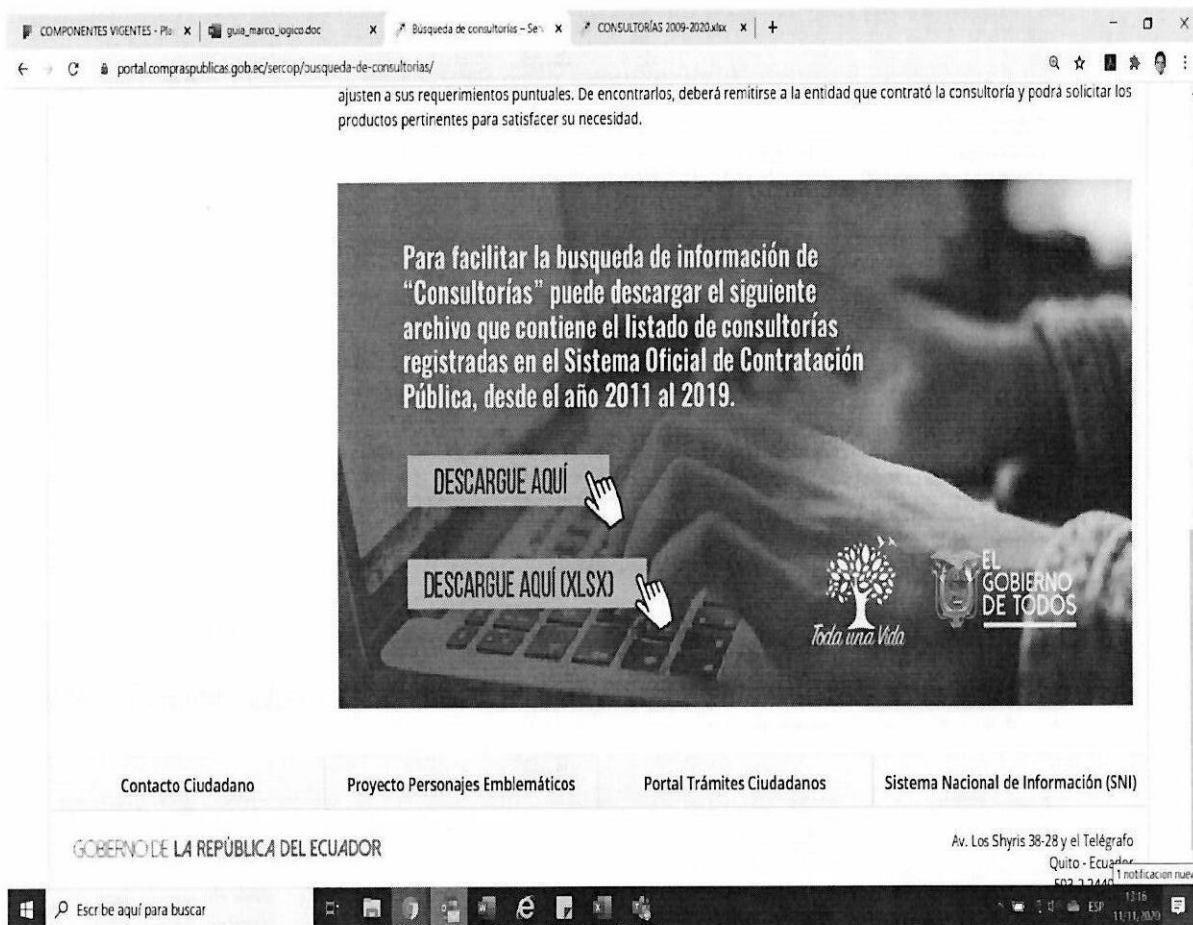 COMPONENTES VIGENTES - Pla
guia_marco_logico.doc
Búsqueda de consultorías – Ser
CONSULTORÍAS 2009-2020.xlsx
portal.compraspublicas.gob.ec/sercop/busqueda-de-consultorias/
ajusten a sus requerimientos puntuales. De encontrarlos, deberá remitirse a la entidad que contrató la consultoría y podrá solicitar los
productos pertinentes para satisfacer su necesidad.
Para facilitar la busqueda de información de
“Consultorías” puede descargar el siguiente
archivo que contiene el listado de consultorías
registradas en el Sistema Oficial de Contratación
Pública, desde el año 2011 al 2019.
DESCARGUE AQUÍ
DESCARGUE AQUÍ (XLSX)
Toda una Vida
EL
GOBIERNO
DE TODOS
Contacto Ciudadano
Proyecto Personajes Emblemáticos
Portal Trámites Ciudadanos
Sistema Nacional de Información (SNI)
GOBIERNO DE LA REPÚBLICA DEL ECUADOR
Av. Los Shyris 38-28 y el Telégrafo
Quito - Ecuador
1 notificación nueva
Escribe aquí para buscar
ESP
13:16
11/11/2020